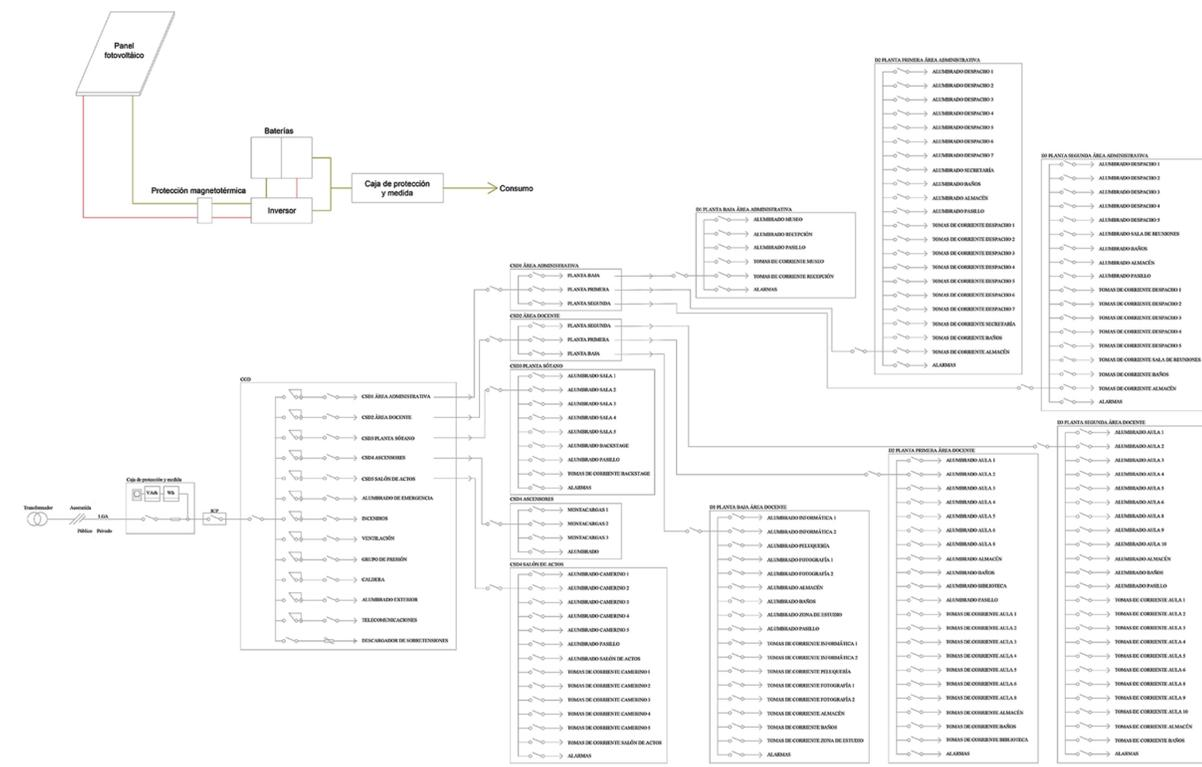 Panel
fotovoltáico
Baterías
Protección magnetotérmica
Inversor
Caja de protección
y medida
Consumo
Transformador
Acometida
LGA
Público Privado
Caja de protección y medida
VArh
Wh
ICP
CGD
CSD1 ÁREA ADMINISTRATIVA
CSD2 ÁREA DOCENTE
CSD3 PLANTA SÓTANO
CSD4 ASCENSORES
CSD5 SALÓN DE ACTOS
ALUMBRADO DE EMERGENCIA
INCENDIOS
VENTILACIÓN
GRUPO DE PRESIÓN
CALDERA
ALUMBRADO EXTERIOR
TELECOMUNICACIONES
DESCARGADOR DE SOBRETENSIONES
CSD1 ÁREA ADMINISTRATIVA
PLANTA BAJA
PLANTA PRIMERA
PLANTA SEGUNDA
CSD2 ÁREA DOCENTE
PLANTA SEGUNDA
PLANTA PRIMERA
PLANTA BAJA
CSD3 PLANTA SÓTANO
ALUMBRADO SALA 1
ALUMBRADO SALA 2
ALUMBRADO SALA 3
ALUMBRADO SALA 4
ALUMBRADO SALA 5
ALUMBRADO BACKSTAGE
ALUMBRADO PASILLO
TOMAS DE CORRIENTE BACKSTAGE
ALARMAS
CSD4 ASCENSORES
MONTACARGAS 1
MONTACARGAS 2
MONTACARGAS 3
ALUMBRADO
CSD4 SALÓN DE ACTOS
ALUMBRADO CAMERINO 1
ALUMBRADO CAMERINO 2
ALUMBRADO CAMERINO 3
ALUMBRADO CAMERINO 4
ALUMBRADO CAMERINO 5
ALUMBRADO PASILLO
ALUMBRADO SALÓN DE ACTOS
TOMAS DE CORRIENTE CAMERINO 1
TOMAS DE CORRIENTE CAMERINO 2
TOMAS DE CORRIENTE CAMERINO 3
TOMAS DE CORRIENTE CAMERINO 4
TOMAS DE CORRIENTE CAMERINO 5
TOMAS DE CORRIENTE SALÓN DE ACTOS
ALARMAS
D1 PLANTA BAJA ÁREA ADMINISTRATIVA
ALUMBRADO MUSEO
ALUMBRADO RECEPCIÓN
ALUMBRADO PASILLO
TOMAS DE CORRIENTE MUSEO
TOMAS DE CORRIENTE RECEPCIÓN
ALARMAS
D2 PLANTA PRIMERA ÁREA ADMINISTRATIVA
ALUMBRADO DESPACHO 1
ALUMBRADO DESPACHO 2
ALUMBRADO DESPACHO 3
ALUMBRADO DESPACHO 4
ALUMBRADO DESPACHO 5
ALUMBRADO DESPACHO 6
ALUMBRADO DESPACHO 7
ALUMBRADO SECRETARÍA
ALUMBRADO BAÑOS
ALUMBRADO ALMACÉN
ALUMBRADO PASILLO
TOMAS DE CORRIENTE DESPACHO 1
TOMAS DE CORRIENTE DESPACHO 2
TOMAS DE CORRIENTE DESPACHO 3
TOMAS DE CORRIENTE DESPACHO 4
TOMAS DE CORRIENTE DESPACHO 5
TOMAS DE CORRIENTE DESPACHO 6
TOMAS DE CORRIENTE DESPACHO 7
TOMAS DE CORRIENTE SECRETARÍA
TOMAS DE CORRIENTE BAÑOS
TOMAS DE CORRIENTE ALMACÉN
ALARMAS
D3 PLANTA SEGUNDA ÁREA ADMINISTRATIVA
ALUMBRADO DESPACHO 1
ALUMBRADO DESPACHO 2
ALUMBRADO DESPACHO 3
ALUMBRADO DESPACHO 4
ALUMBRADO DESPACHO 5
ALUMBRADO SALA DE REUNIONES
ALUMBRADO BAÑOS
ALUMBRADO ALMACÉN
ALUMBRADO PASILLO
TOMAS DE CORRIENTE DESPACHO 1
TOMAS DE CORRIENTE DESPACHO 2
TOMAS DE CORRIENTE DESPACHO 3
TOMAS DE CORRIENTE DESPACHO 4
TOMAS DE CORRIENTE DESPACHO 5
TOMAS DE CORRIENTE SALA DE REUNIONES
TOMAS DE CORRIENTE BAÑOS
TOMAS DE CORRIENTE ALMACÉN
ALARMAS
D1 PLANTA BAJA ÁREA DOCENTE
ALUMBRADO INFORMÁTICA 1
ALUMBRADO INFORMÁTICA 2
ALUMBRADO PELUQUERÍA
ALUMBRADO FOTOGRAFÍA 1
ALUMBRADO FOTOGRAFÍA 2
ALUMBRADO ALMACÉN
ALUMBRADO BAÑOS
ALUMBRADO ZONA DE ESTUDIO
ALUMBRADO PASILLO
TOMAS DE CORRIENTE INFORMÁTICA 1
TOMAS DE CORRIENTE INFORMÁTICA 2
TOMAS DE CORRIENTE PELUQUERÍA
TOMAS DE CORRIENTE FOTOGRAFÍA 1
TOMAS DE CORRIENTE FOTOGRAFÍA 2
TOMAS DE CORRIENTE ALMACÉN
TOMAS DE CORRIENTE BAÑOS
TOMAS DE CORRIENTE ZONA DE ESTUDIO
ALARMAS
D2 PLANTA PRIMERA ÁREA DOCENTE
ALUMBRADO AULA 1
ALUMBRADO AULA 2
ALUMBRADO AULA 3
ALUMBRADO AULA 4
ALUMBRADO AULA 5
ALUMBRADO AULA 6
ALUMBRADO AULA 8
ALUMBRADO ALMACÉN
ALUMBRADO BAÑOS
ALUMBRADO BIBLIOTECA
ALUMBRADO PASILLO
TOMAS DE CORRIENTE AULA 1
TOMAS DE CORRIENTE AULA 2
TOMAS DE CORRIENTE AULA 3
TOMAS DE CORRIENTE AULA 4
TOMAS DE CORRIENTE AULA 5
TOMAS DE CORRIENTE AULA 6
TOMAS DE CORRIENTE AULA 8
TOMAS DE CORRIENTE ALMACÉN
TOMAS DE CORRIENTE BAÑOS
TOMAS DE CORRIENTE BIBLIOTECA
ALARMAS
D3 PLANTA SEGUNDA ÁREA DOCENTE
ALUMBRADO AULA 1
ALUMBRADO AULA 2
ALUMBRADO AULA 3
ALUMBRADO AULA 4
ALUMBRADO AULA 5
ALUMBRADO AULA 6
ALUMBRADO AULA 8
ALUMBRADO AULA 9
ALUMBRADO AULA 10
ALUMBRADO ALMACÉN
ALUMBRADO BAÑOS
ALUMBRADO PASILLO
TOMAS DE CORRIENTE AULA 1
TOMAS DE CORRIENTE AULA 2
TOMAS DE CORRIENTE AULA 3
TOMAS DE CORRIENTE AULA 4
TOMAS DE CORRIENTE AULA 5
TOMAS DE CORRIENTE AULA 6
TOMAS DE CORRIENTE AULA 8
TOMAS DE CORRIENTE AULA 9
TOMAS DE CORRIENTE AULA 10
TOMAS DE CORRIENTE ALMACÉN
TOMAS DE CORRIENTE BAÑOS
ALARMAS